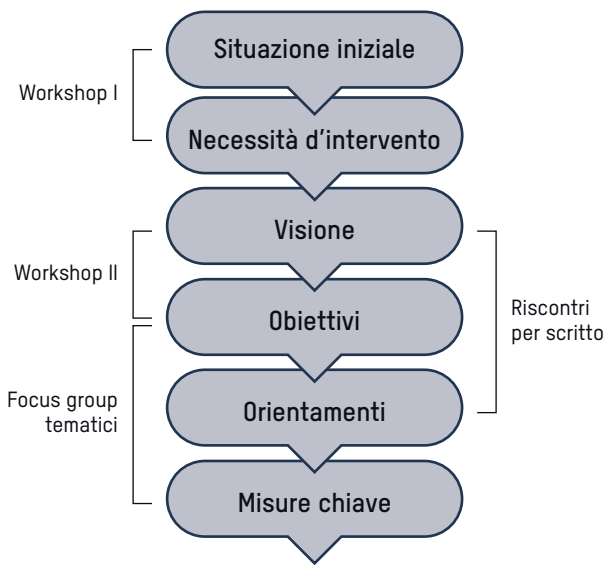 Situazione iniziale
Workshop I
Necessità d'intervento
Visione
Workshop II
Riscontri
per scritto
Obiettivi
Focus group
tematici
Orientamenti
Misure chiave